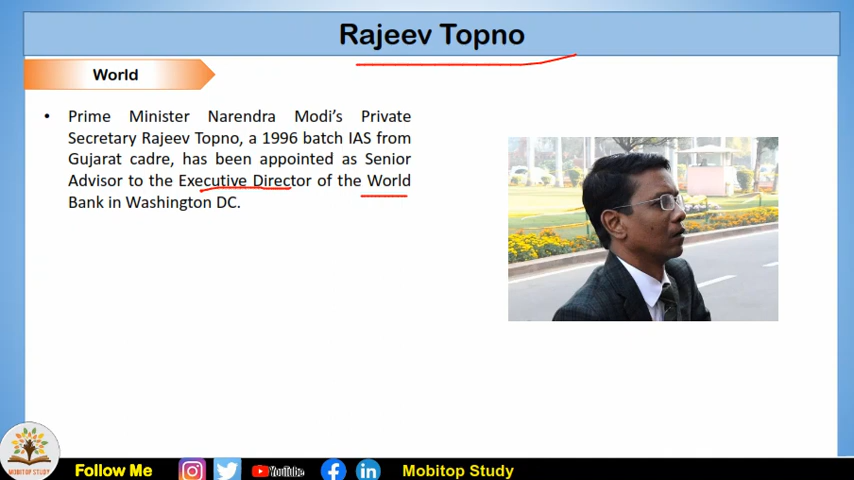 Rajeev Topno
World
• Prime Minister Narendra Modi's Private
Secretary Rajeev Topno, a 1996 batch IAS from
Gujarat cadre, has been appointed as Senior
Advisor to the Executive Director of the World
Bank in Washington DC.
MOBITOP STUDY
Follow Me
YouTube
in
Mobitop Study